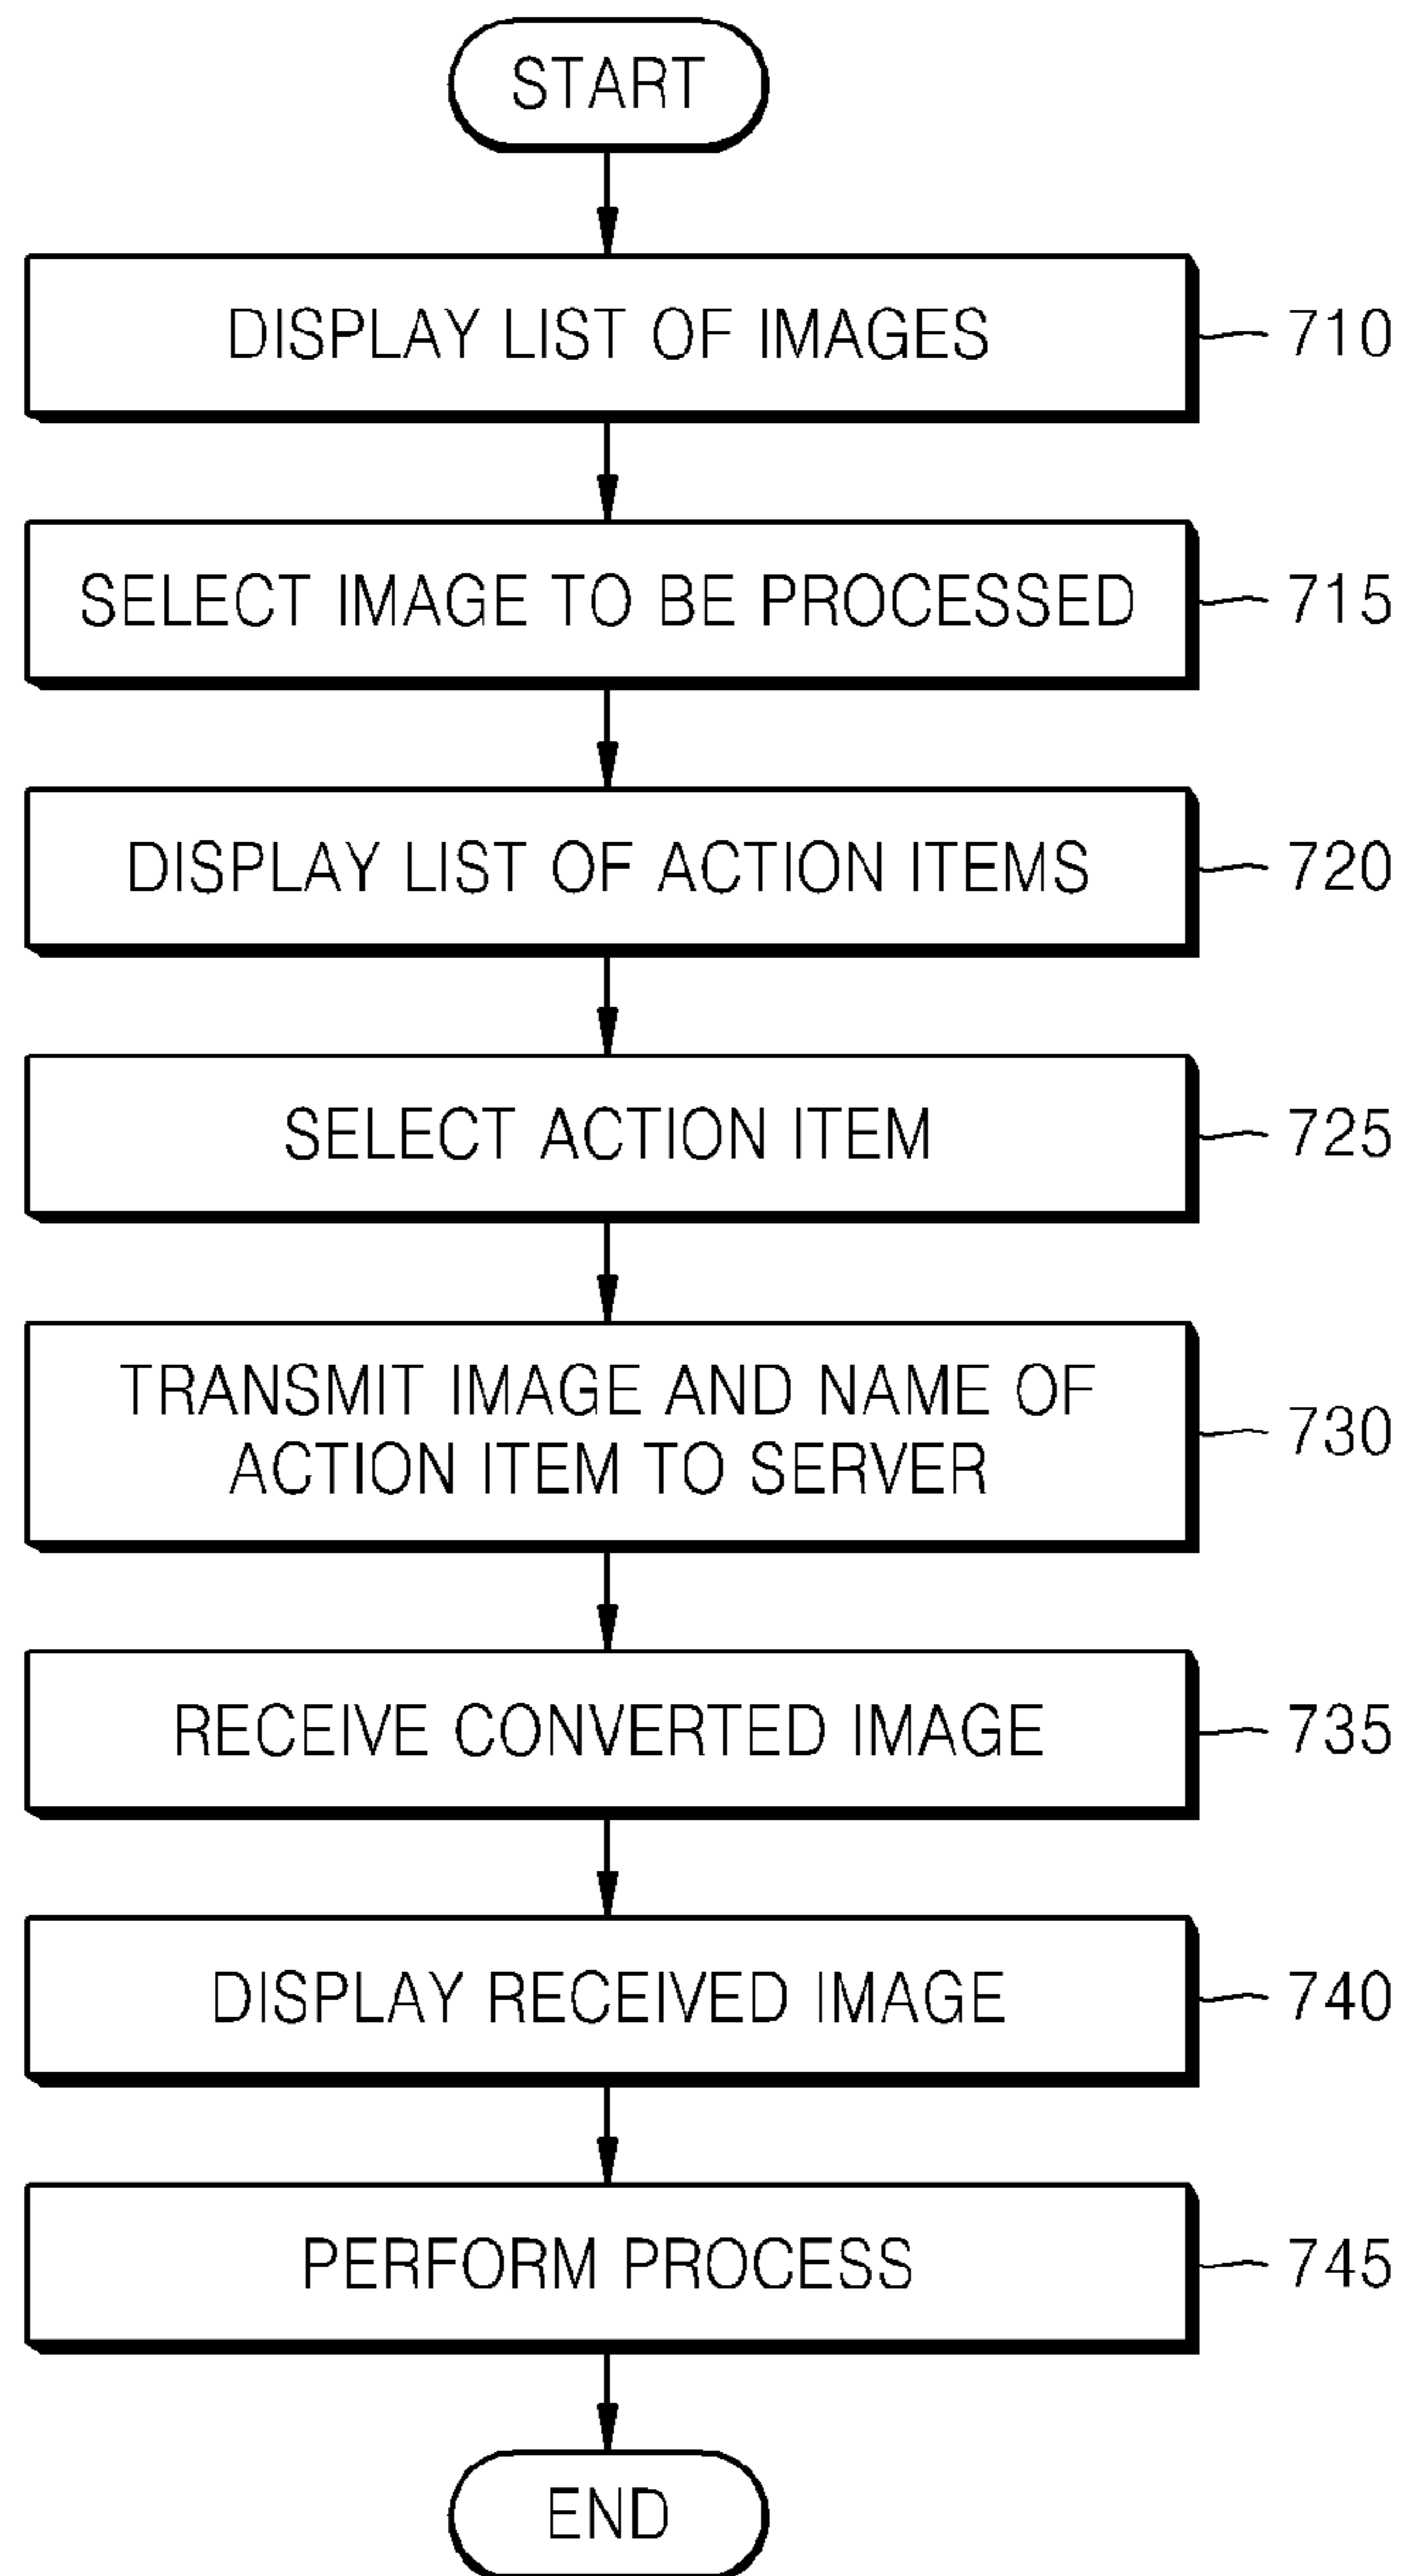 START
DISPLAY LIST OF IMAGES
710
SELECT IMAGE TO BE PROCESSED
715
DISPLAY LIST OF ACTION ITEMS
720
SELECT ACTION ITEM
725
TRANSMIT IMAGE AND NAME OF
ACTION ITEM TO SERVER
730
RECEIVE CONVERTED IMAGE
735
DISPLAY RECEIVED IMAGE
740
PERFORM PROCESS
745
END